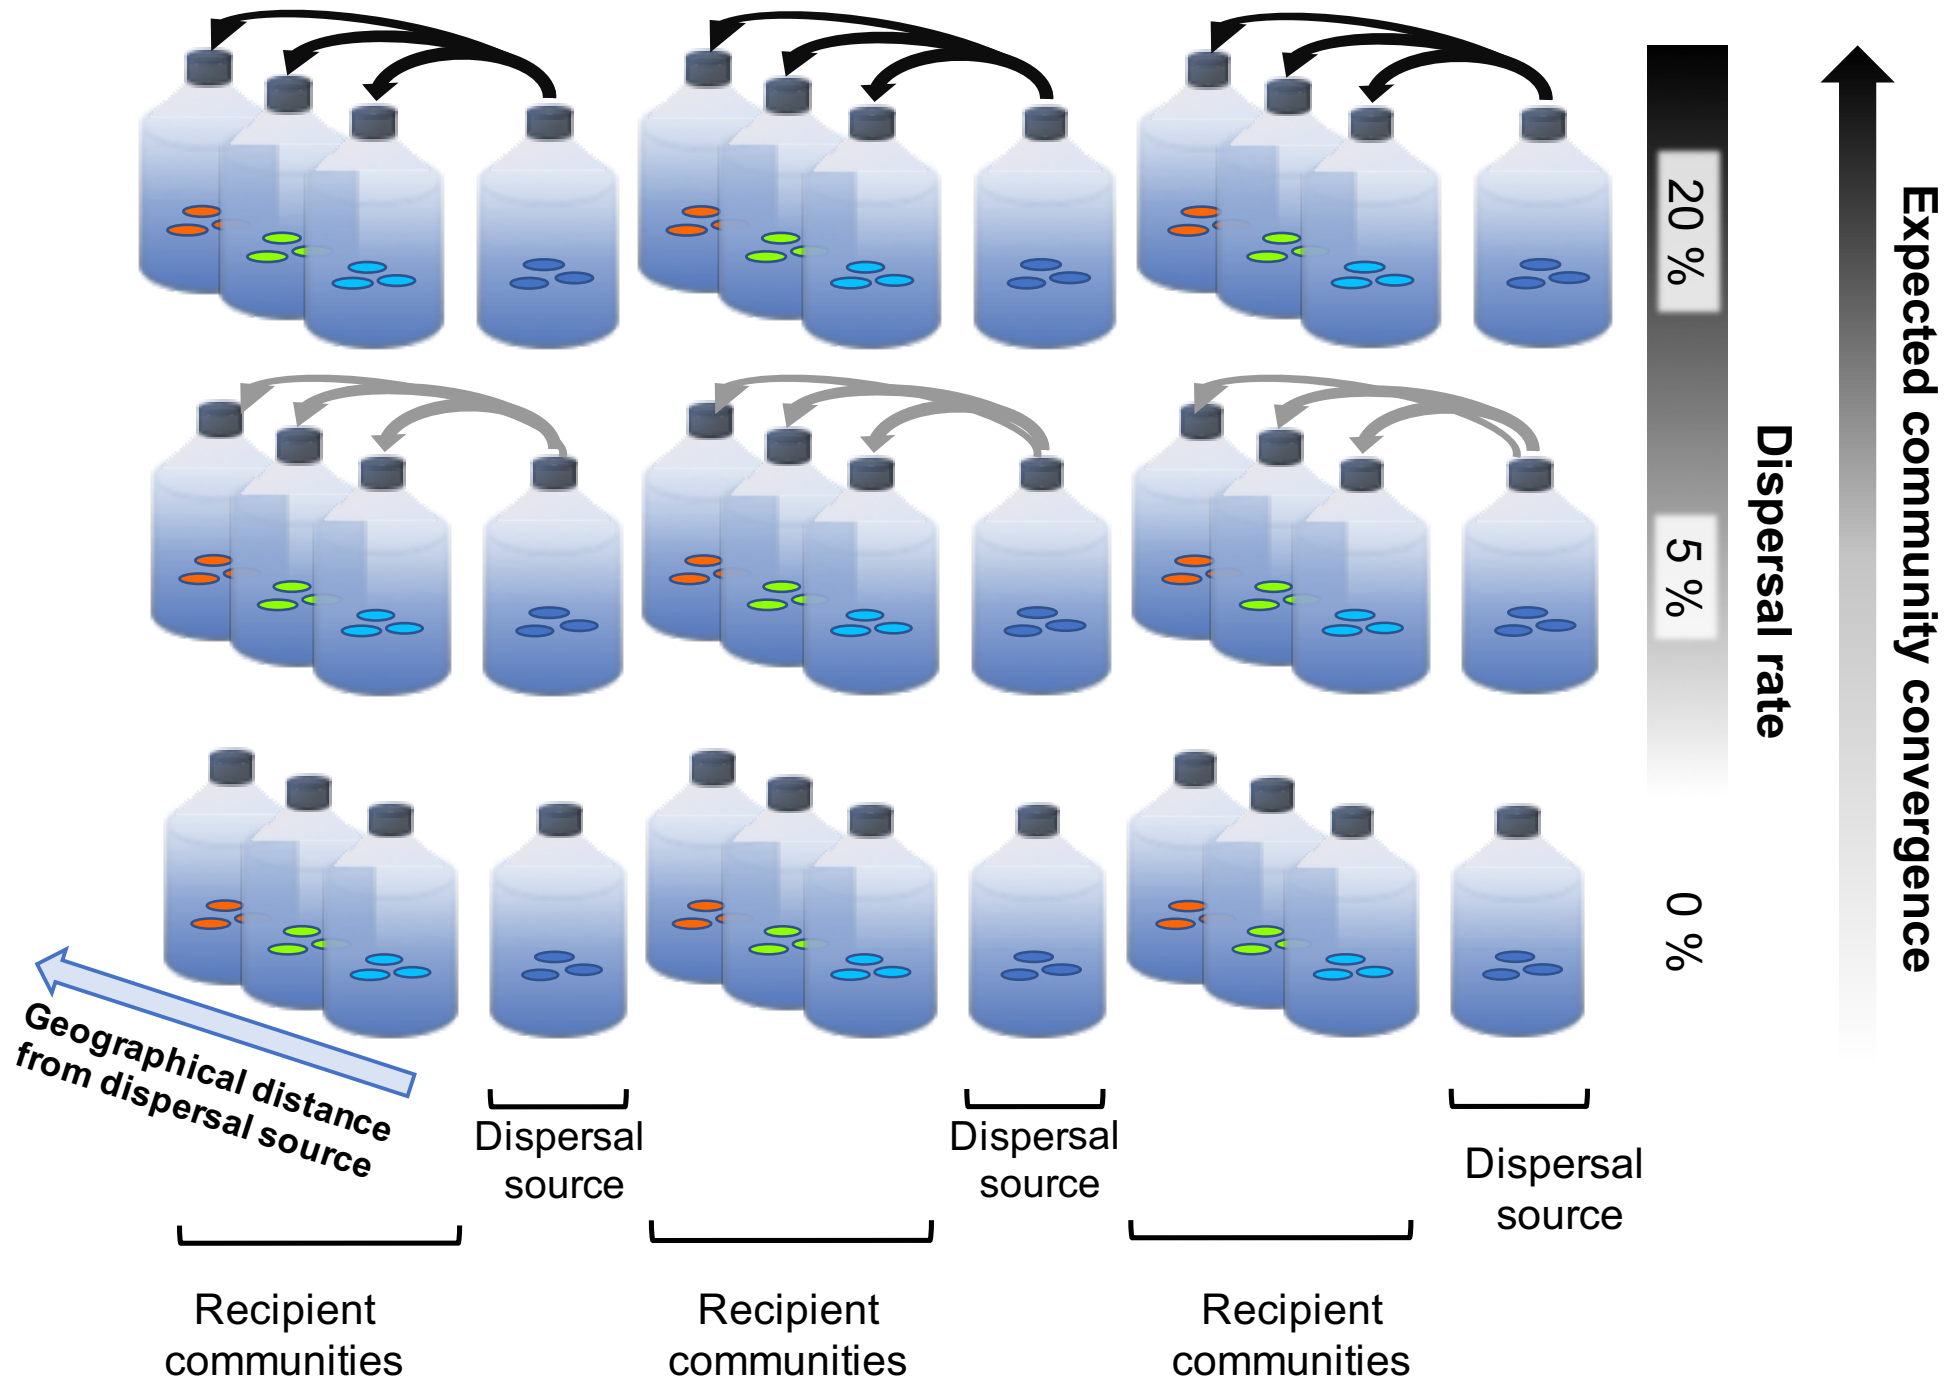 20 %
5 %
0 %
Dispersal rate
Expected community convergence
Geographical distance
from dispersal source
Dispersal
source
Dispersal
source
Dispersal
source
Recipient
communities
Recipient
communities
Recipient
communities